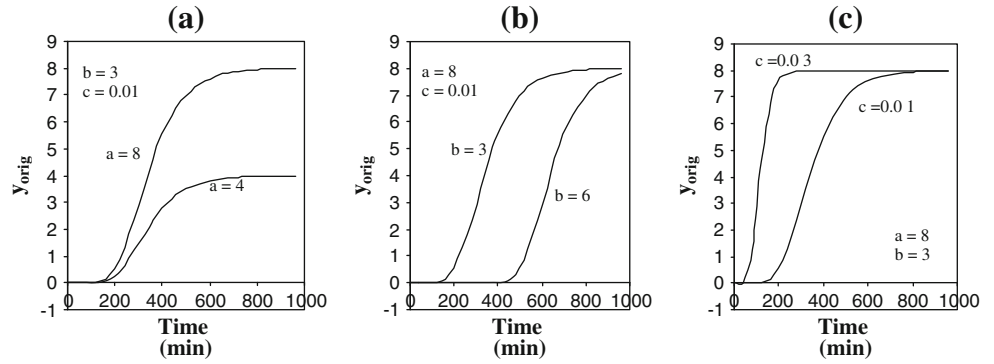 (a)
9
8
7
6
5
4
3
2
1
0
-1
y_orig
b = 3
c = 0.01
a = 8
a = 4
0 200 400 600 800 1000
Time
(min)
(b)
9
8
7
6
5
4
3
2
1
0
-1
y_orig
a = 8
c = 0.01
b = 3
b = 6
0 200 400 600 800 1000
Time
(min)
(c)
9
8
7
6
5
4
3
2
1
0
-1
y_orig
c =0.0 3
c =0.0 1
a = 8
b = 3
0 200 400 600 800 1000
Time
(min)